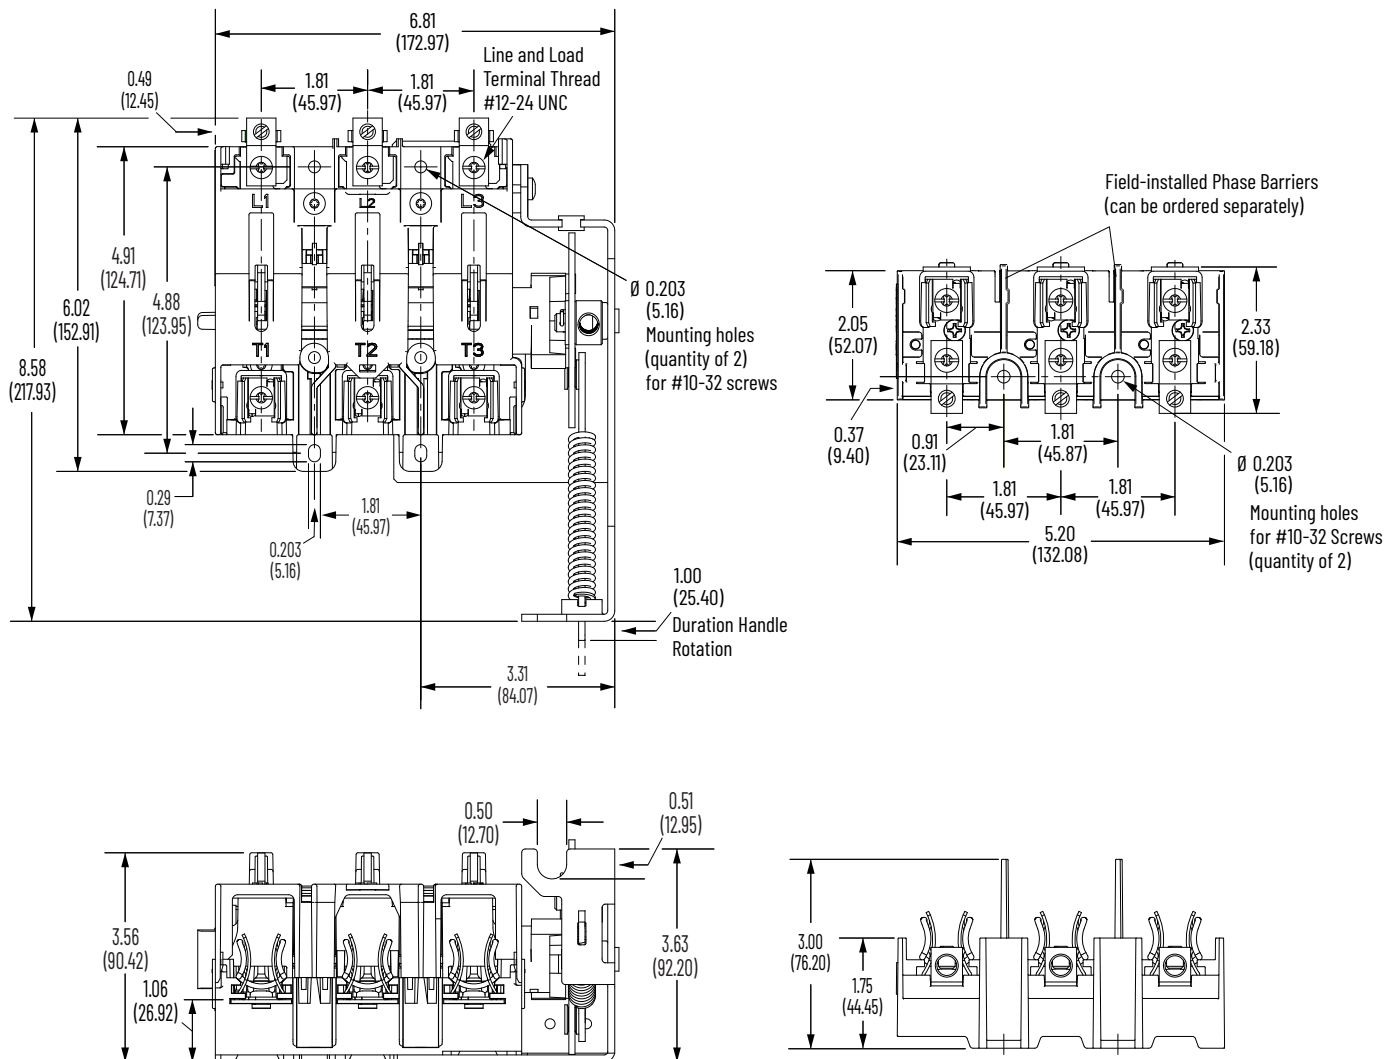 6.81
(172.97)
Line and Load
Terminal Thread
#12-24 UNC
0.49
(12.45)
1.81
(45.97)
1.81
(45.97)
L1
L2
L3
4.91
(124.71)
4.88
(123.95)
6.02
(152.91)
8.58
(217.93)
T1
T2
T3
Ø 0.203
(5.16)
Mounting holes
(quantity of 2)
for #10-32 screws
0.29
(7.37)
1.81
(45.97)
0.203
(5.16)
1.00
(25.40)
Duration Handle
Rotation
3.31
(84.07)
Field-installed Phase Barriers
(can be ordered separately)
2.05
(52.07)
2.33
(59.18)
0.37
(9.40)
0.91
(23.11)
1.81
(45.87)
Ø 0.203
(5.16)
Mounting holes
for #10-32 Screws
(quantity of 2)
1.81
(45.97)
1.81
(45.97)
5.20
(132.08)
0.50
(12.70)
0.51
(12.95)
3.56
(90.42)
1.06
(26.92)
3.63
(92.20)
3.00
(76.20)
1.75
(44.45)